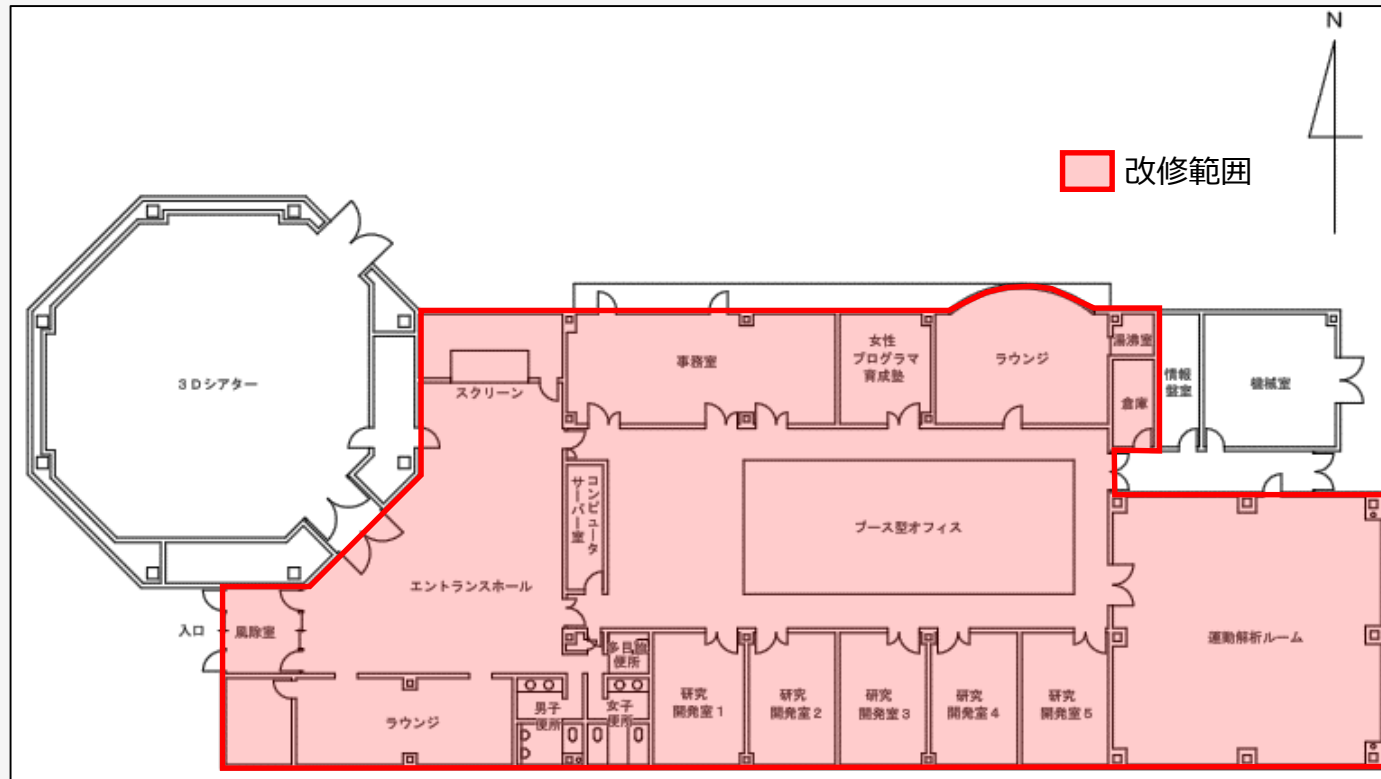 N
改修範囲
3Dシアター
スクリーン
事務室
女性
プログラマ
育成塾
ラウンジ
湯沸室
倉庫
情報
盤室
機械室
コンピュータ
サーバー室
ブース型オフィス
エントランスホール
入口
風除室
多目的
便所
運動解析ルーム
ラウンジ
男子
便所
女子
便所
研究
開発室1
研究
開発室2
研究
開発室3
研究
開発室4
研究
開発室5